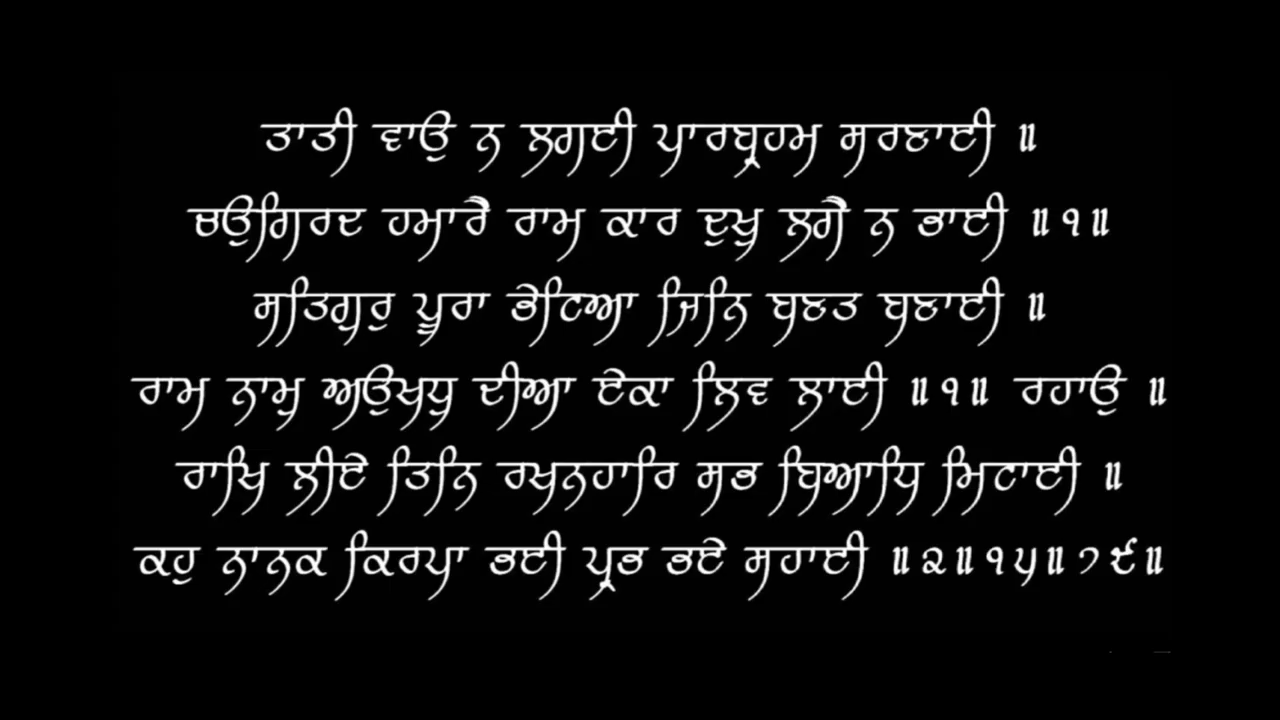 ਤਾਤੀ ਵਾਉ ਨ ਲਗਈ ਪਾਰਬ੍ਰਹਮ ਸਰਣਾਈ ॥
ਚਉਗਿਰਦ ਹਮਾਰੈ ਰਾਮ ਕਾਰ ਦੁਖੁ ਲਗੈ ਨ ਭਾਈ ॥੧॥
ਸਤਿਗੁਰੁ ਪੂਰਾ ਭੇਟਿਆ ਜਿਨਿ ਬਣਤ ਬਣਾਈ ॥
ਰਾਮ ਨਾਮੁ ਅਉਖਧੁ ਦੀਆ ਏਕਾ ਲਿਵ ਲਾਈ ॥੧॥ ਰਹਾਉ ॥
ਰਾਖਿ ਲੀਏ ਤਿਨਿ ਰਖਨਹਾਰਿ ਸਭ ਬਿਆਧਿ ਮਿਟਾਈ ॥
ਕਹੁ ਨਾਨਕ ਕਿਰਪਾ ਭਈ ਪ੍ਰਭ ਭਏ ਸਹਾਈ ॥੨॥੧੫॥੭੯॥